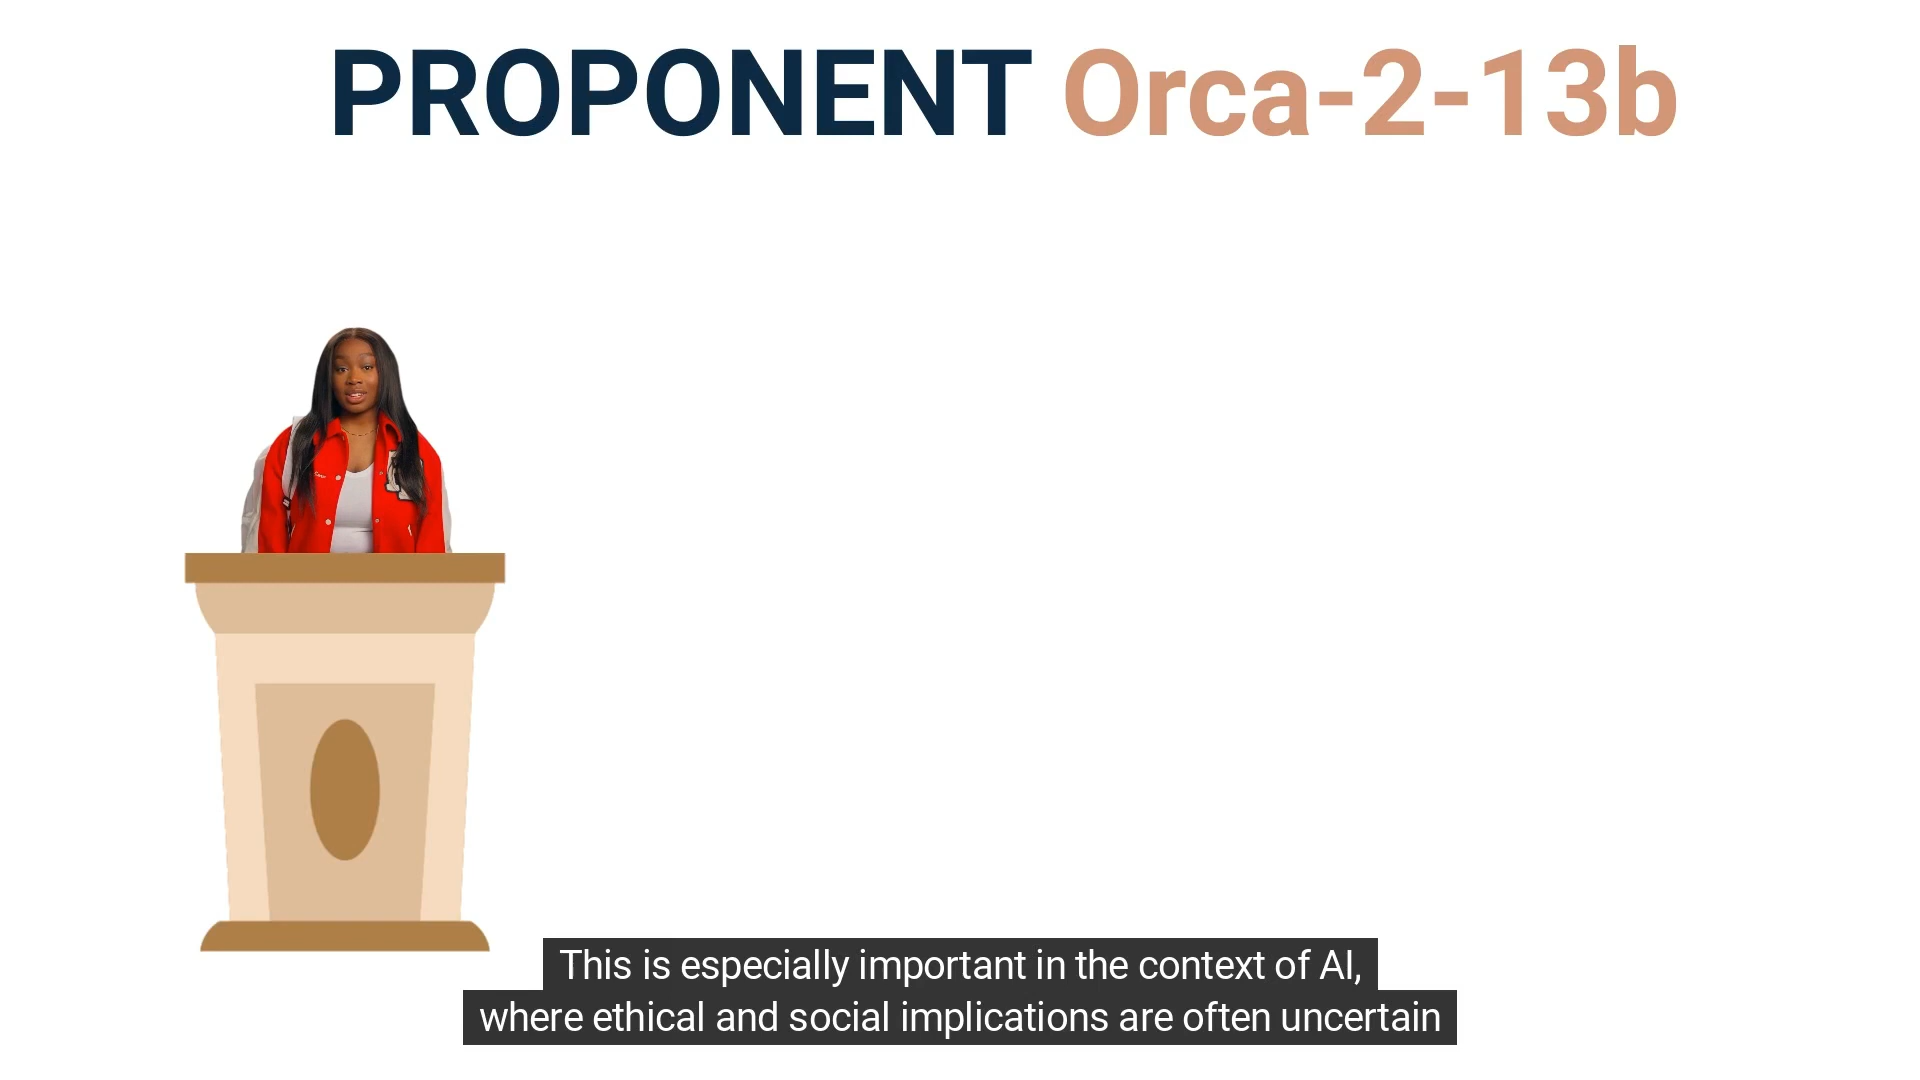 PROPONENT Orca-2-13b
This is especially important in the context of AI,
where ethical and social implications are often uncertain